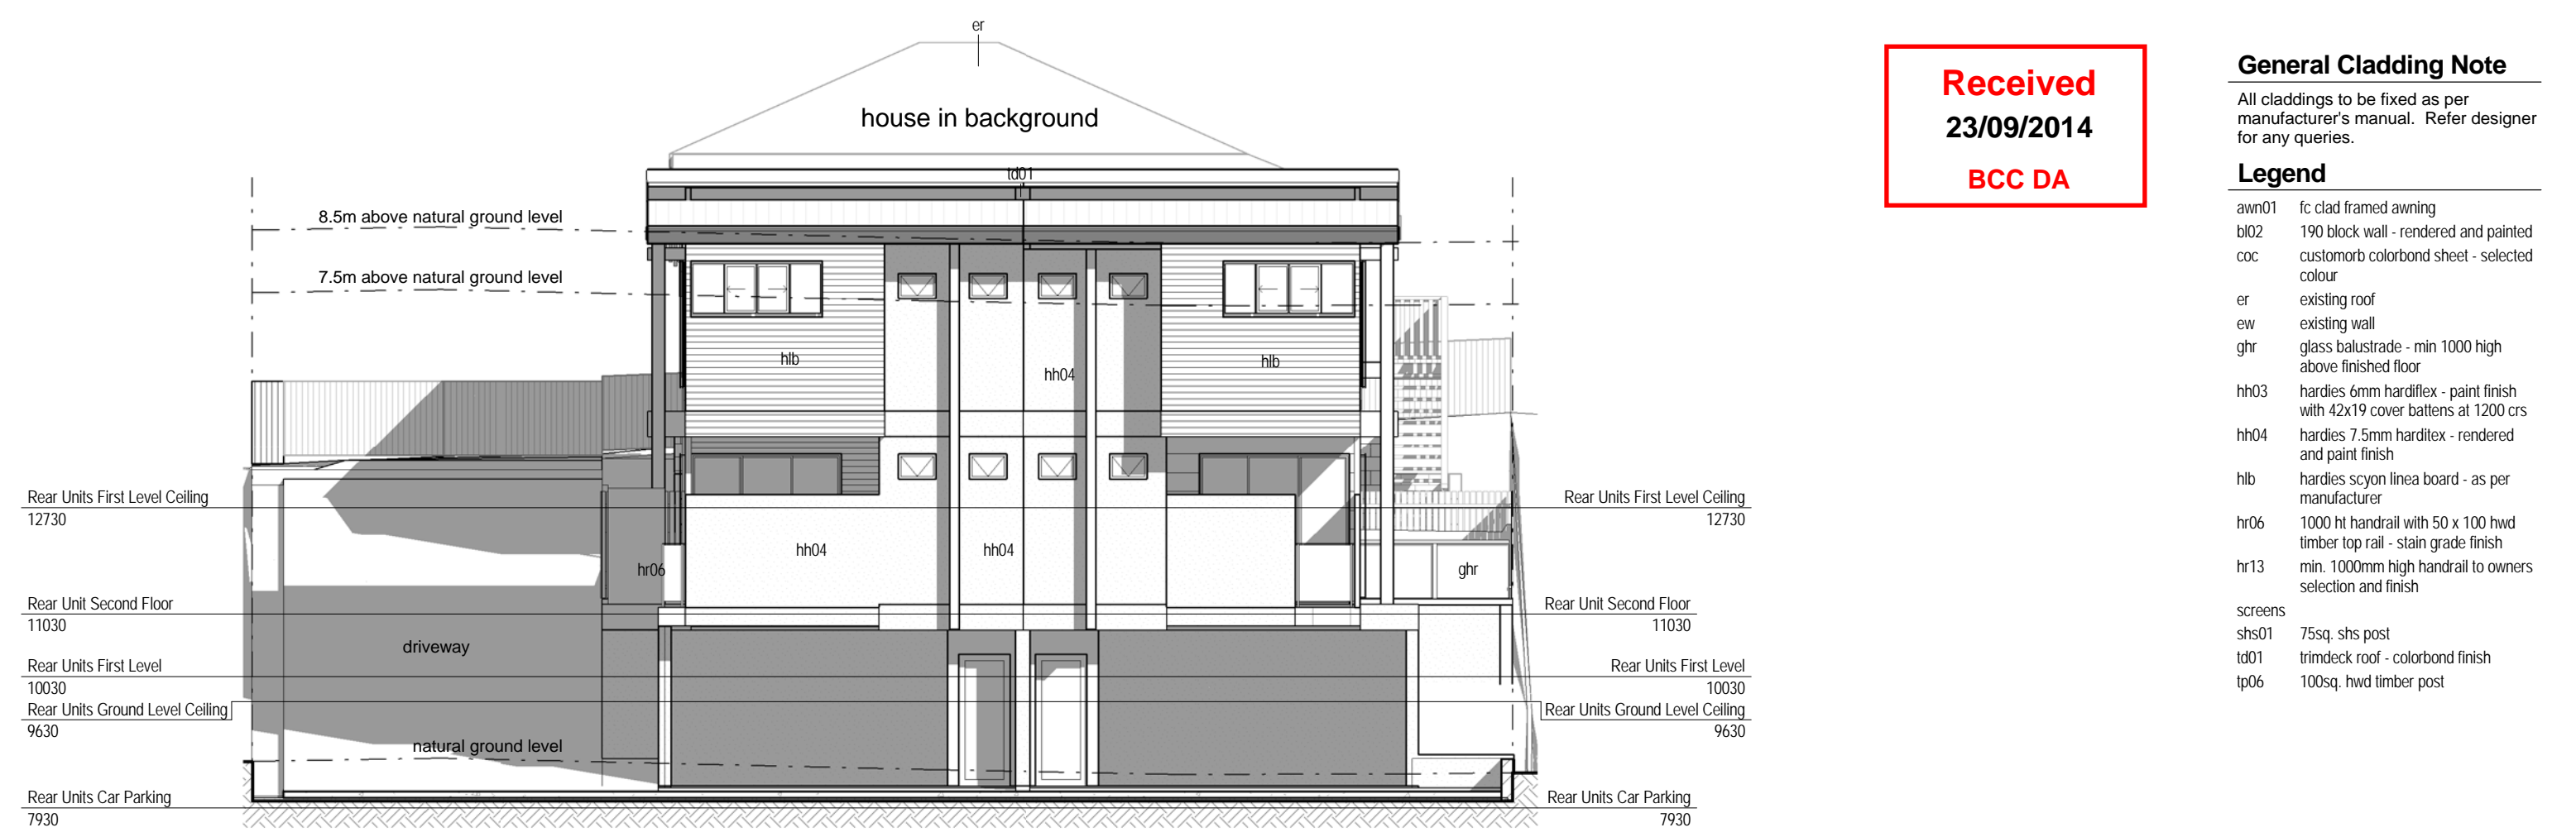 er
house in background
td01
8.5m above natural ground level
7.5m above natural ground level
hlb
hlb
hh04
Rear Units First Level Ceiling
12730
Rear Units First Level Ceiling
12730
hh04
hh04
hr06
ghr
Rear Unit Second Floor
11030
Rear Unit Second Floor
11030
driveway
Rear Units First Level
10030
Rear Units First Level
10030
Rear Units Ground Level Ceiling
9630
Rear Units Ground Level Ceiling
9630
natural ground level
Rear Units Car Parking
7930
Rear Units Car Parking
7930
Received
23/09/2014
BCC DA
General Cladding Note
All claddings to be fixed as per
manufacturer's manual.  Refer designer
for any queries.
Legend
awn01 fc clad framed awning
bl02 190 block wall - rendered and painted
coc customorb colorbond sheet - selected
colour
er existing roof
ew existing wall
ghr glass balustrade - min 1000 high
above finished floor
hh03 hardies 6mm hardiflex - paint finish
with 42x19 cover battens at 1200 crs
hh04 hardies 7.5mm harditex - rendered
and paint finish
hlb hardies scyon linea board - as per
manufacturer
hr06 1000 ht handrail with 50 x 100 hwd
timber top rail - stain grade finish
hr13 min. 1000mm high handrail to owners
selection and finish
screens
shs01 75sq. shs post
td01 trimdeck roof - colorbond finish
tp06 100sq. hwd timber post